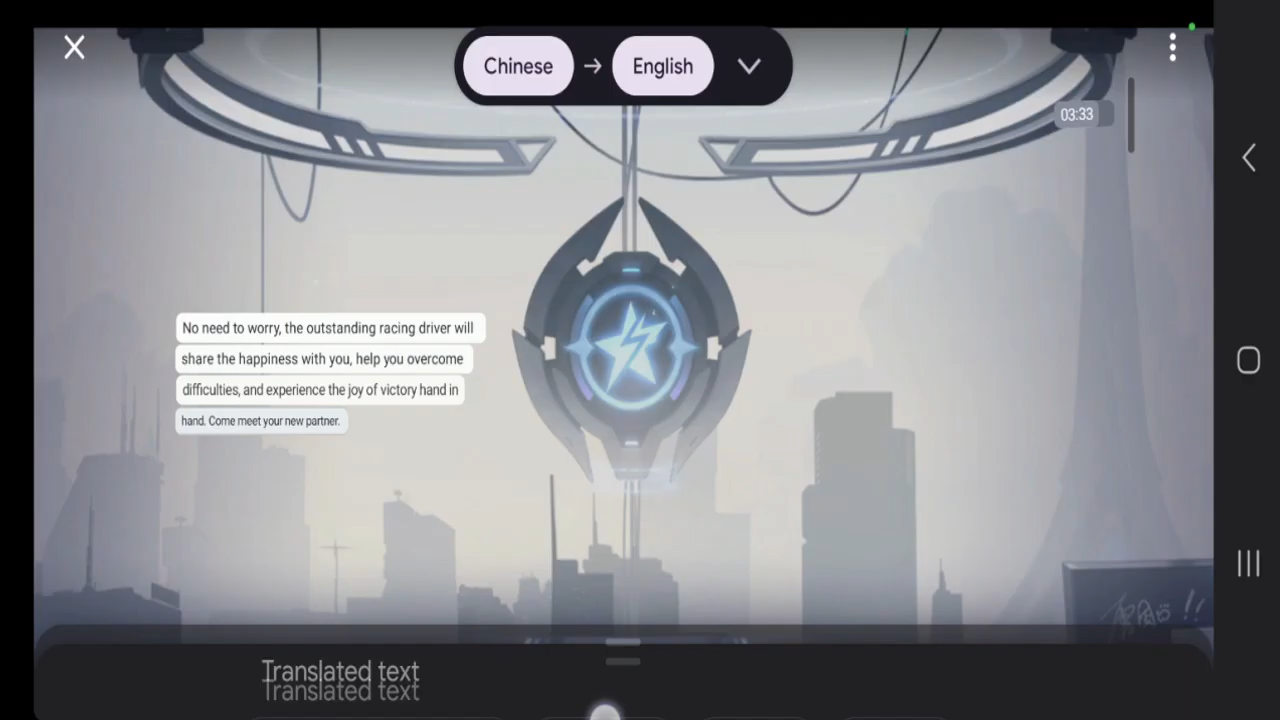 Chinese → English
03:33
No need to worry, the outstanding racing driver will
share the happiness with you, help you overcome
difficulties, and experience the joy of victory hand in
hand. Come meet your new partner.
Translated text
Translated text